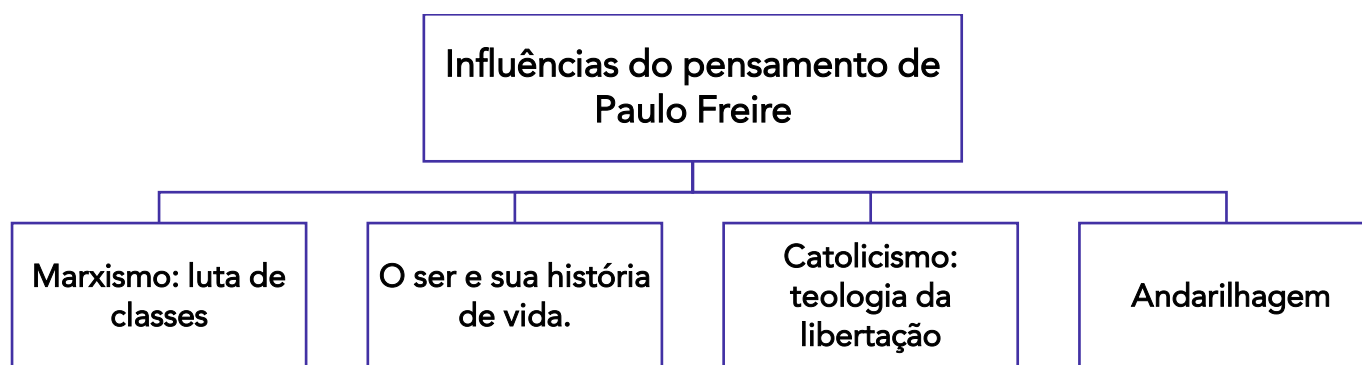 Influências do pensamento de
Paulo Freire
Marxismo: luta de
classes
O ser e sua história
de vida.
Catolicismo:
teologia da
libertação
Andarilhagem